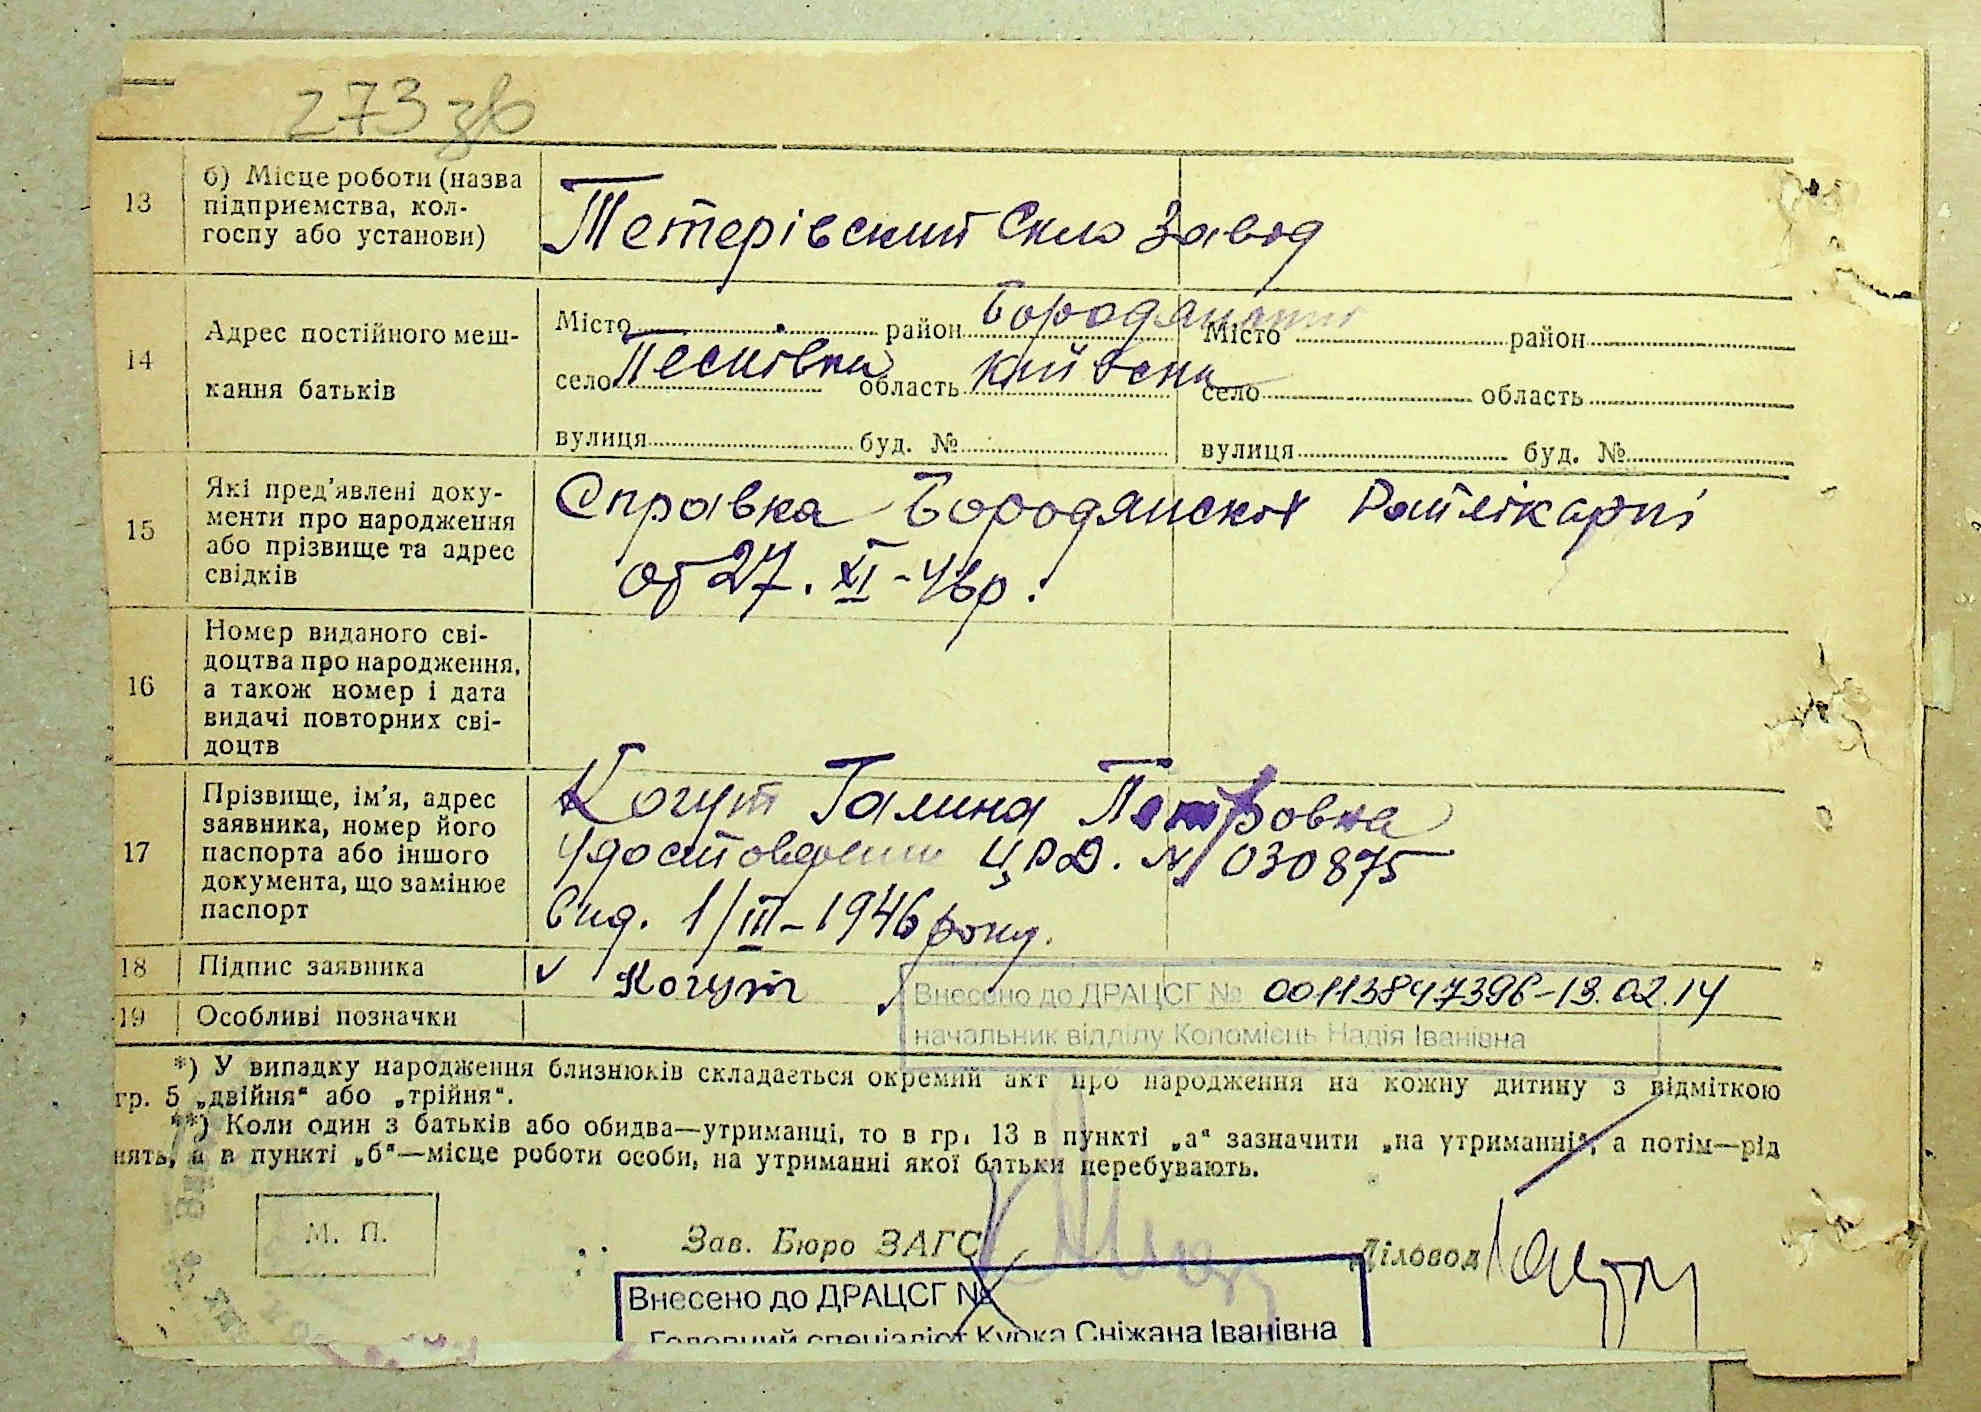 273 зв
13 б) Місце роботи (назва
підприємства, кол-
госпу або установи)
Тетерівский Скло Завод
14 Адрес постійного меш-
кання батьків
Місто район Бородянский Місто район
село Песківка область Київска село область
вулиця буд. № вулиця буд. №
15 Які пред'явлені доку-
менти про народження
або прізвище та адрес
свідків
Справка Бородянскої Райлікарні
от 27. XI - 46р.
16 Номер виданого сві-
доцтва про народження,
а також номер і дата
видачі повторних сві-
доцтв
17 Прізвище, ім'я, адрес
заявника, номер його
паспорта або іншого
документа, що замінює
паспорт
Когут Галина Петровна
Удостоверение № 030875
1/III - 1946 року.
18 Підпис заявника
v Когут
Внесено до ДРАЦСГ № 00113847396-13.02.14
19 Особливі позначки
начальник відділу Коломієць Надія Іванівна
*) У випадку народження близнюків складається окремий акт про народження на кожну дитину з відміткою
гр. 5 „двійня" або „трійня".
**) Коли один з батьків або обидва—утриманці, то в гр. 13 в пункті „а" зазначити „на утриманні", а потім—рід
нять, а в пункті „б"—місце роботи особи, на утриманні якої батьки перебувають.
М. П.
Зав. Бюро ЗАГС
Діловод
Внесено до ДРАЦСГ №
Головний спеціаліст Курка Сніжана Іванівна